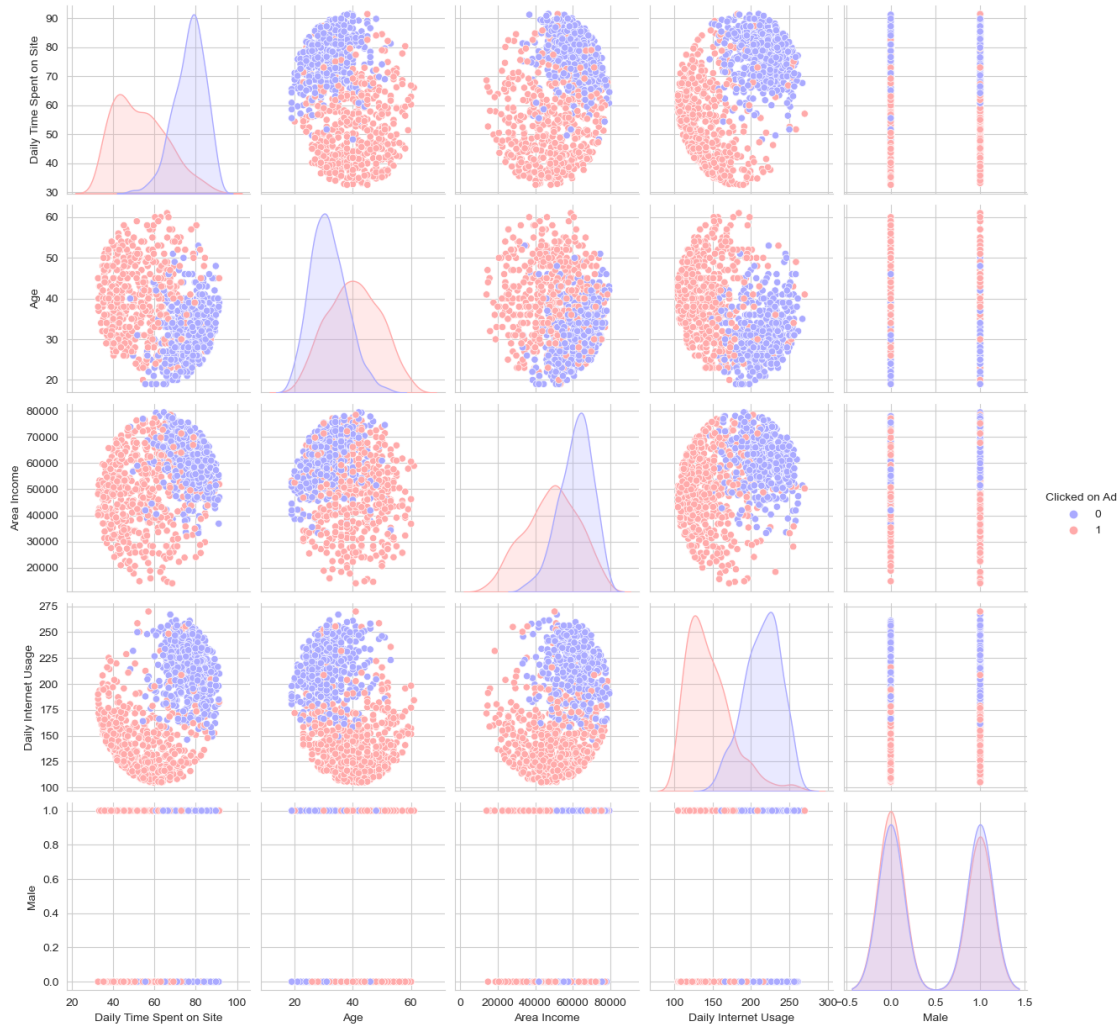 Daily Time Spent on Site
90
80
70
60
50
40
30
Age
60
50
40
30
20
Area Income
80000
70000
60000
50000
40000
30000
20000
Clicked on Ad
0
1
Daily Internet Usage
275
250
225
200
175
150
125
100
Male
1.0
0.8
0.6
0.4
0.2
0.0
20 40 60 80 100
20 40 60
0 20000 40000 60000 80000
100 150 200 250 300
−0.5 0.0 0.5 1.0 1.5
Daily Time Spent on Site
Age
Area Income
Daily Internet Usage
Male